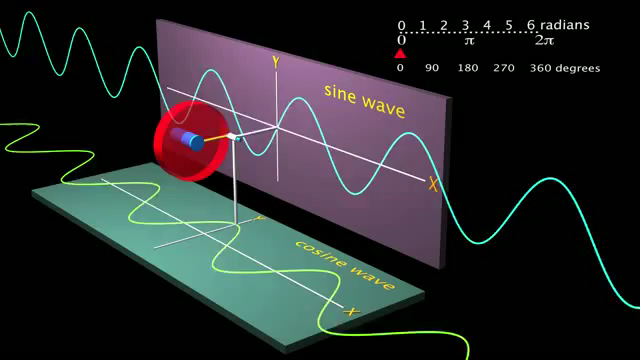 0 1 2 3 4 5 6 radians
0 π 2π
0 90 180 270 360 degrees
Y
sine wave
X
Y
cosine wave
X